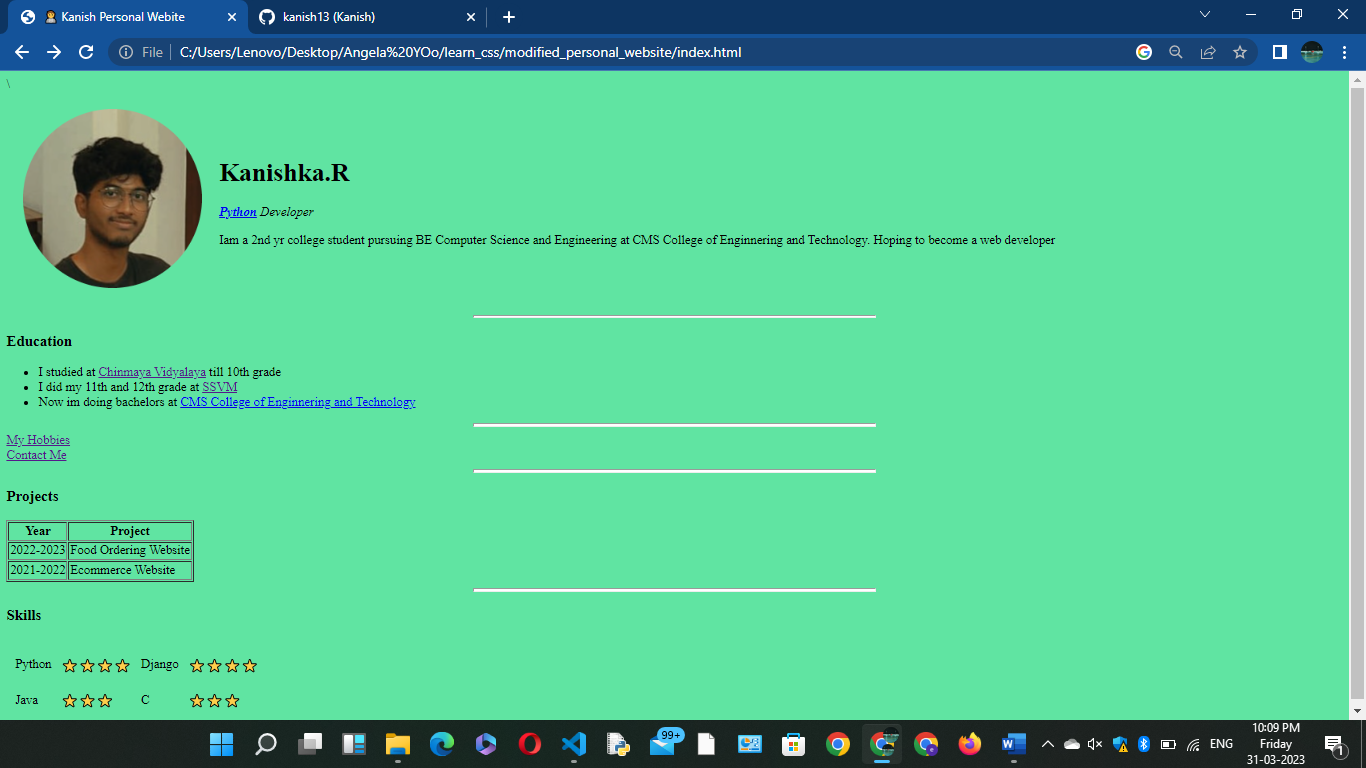 Kanish Personal Webite
kanish13 (Kanish)
File
C:/Users/Lenovo/Desktop/Angela%20YOo/learn_css/modified_personal_website/index.html
\
Kanishka.R
Python Developer
Iam a 2nd yr college student pursuing BE Computer Science and Engineering at CMS College of Enginnering and Technology. Hoping to become a web developer
Education
I studied at Chinmaya Vidyalaya till 10th grade
I did my 11th and 12th grade at SSVM
Now im doing bachelors at CMS College of Enginnering and Technology
My Hobbies
Contact Me
Projects
Year Project
2022-2023 Food Ordering Website
2021-2022 Ecommerce Website
Skills
Python Django
Java C
99+
ENG
10:09 PM
Friday
31-03-2023
1